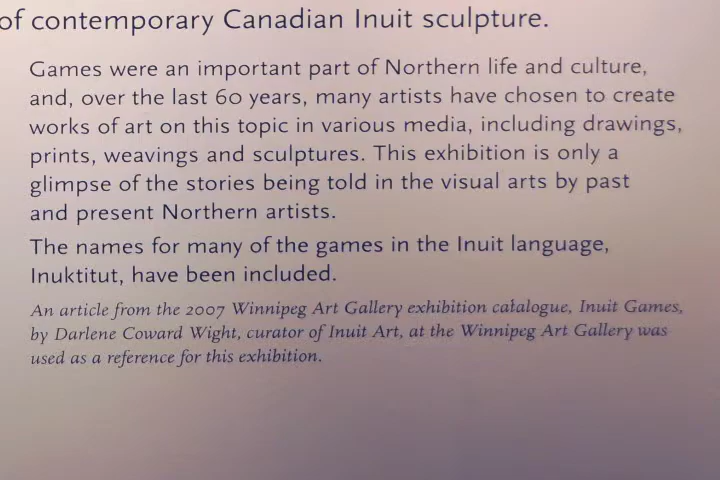 of contemporary Canadian Inuit sculpture.
Games were an important part of Northern life and culture,
and, over the last 60 years, many artists have chosen to create
works of art on this topic in various media, including drawings,
prints, weavings and sculptures. This exhibition is only a
glimpse of the stories being told in the visual arts by past
and present Northern artists.
The names for many of the games in the Inuit language,
Inuktitut, have been included.
An article from the 2007 Winnipeg Art Gallery exhibition catalogue, Inuit Games,
by Darlene Coward Wight, curator of Inuit Art, at the Winnipeg Art Gallery was
used as a reference for this exhibition.